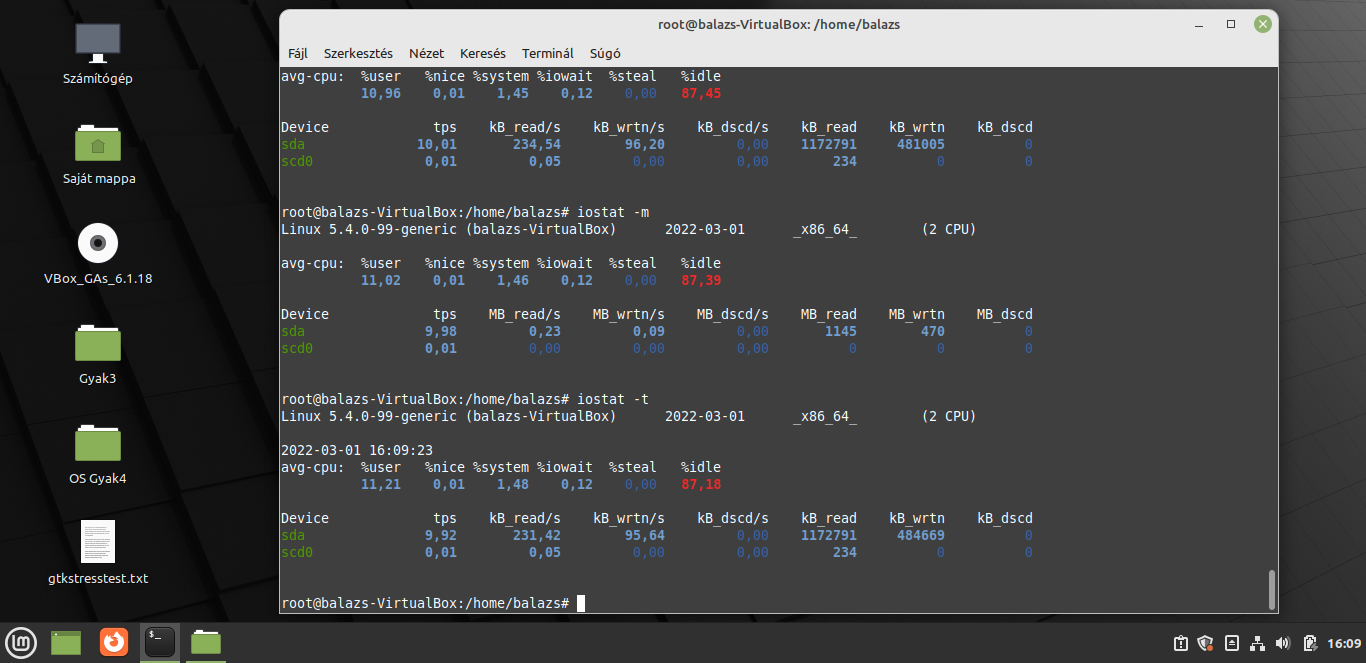 Számítógép
Saját mappa
VBox_GAs_6.1.18
Gyak3
OS Gyak4
gtkstresstest.txt
root@balazs-VirtualBox: /home/balazs
Fájl Szerkesztés Nézet Keresés Terminál Súgó
avg-cpu: %user %nice %system %iowait %steal %idle
10,96 0,01 1,45 0,12 0,00 87,45
Device tps kB_read/s kB_wrtn/s kB_dscd/s kB_read kB_wrtn kB_dscd
sda 10,01 234,54 96,20 0,00 1172791 481005 0
scd0 0,01 0,05 0,00 0,00 234 0 0
root@balazs-VirtualBox:/home/balazs# iostat -m
Linux 5.4.0-99-generic (balazs-VirtualBox) 2022-03-01 _x86_64_ (2 CPU)
avg-cpu: %user %nice %system %iowait %steal %idle
11,02 0,01 1,46 0,12 0,00 87,39
Device tps MB_read/s MB_wrtn/s MB_dscd/s MB_read MB_wrtn MB_dscd
sda 9,98 0,23 0,09 0,00 1145 470 0
scd0 0,01 0,00 0,00 0,00 0 0 0
root@balazs-VirtualBox:/home/balazs# iostat -t
Linux 5.4.0-99-generic (balazs-VirtualBox) 2022-03-01 _x86_64_ (2 CPU)
2022-03-01 16:09:23
avg-cpu: %user %nice %system %iowait %steal %idle
11,21 0,01 1,48 0,12 0,00 87,18
Device tps kB_read/s kB_wrtn/s kB_dscd/s kB_read kB_wrtn kB_dscd
sda 9,92 231,42 95,64 0,00 1172791 484669 0
scd0 0,01 0,05 0,00 0,00 234 0 0
root@balazs-VirtualBox:/home/balazs#
$_
16:09